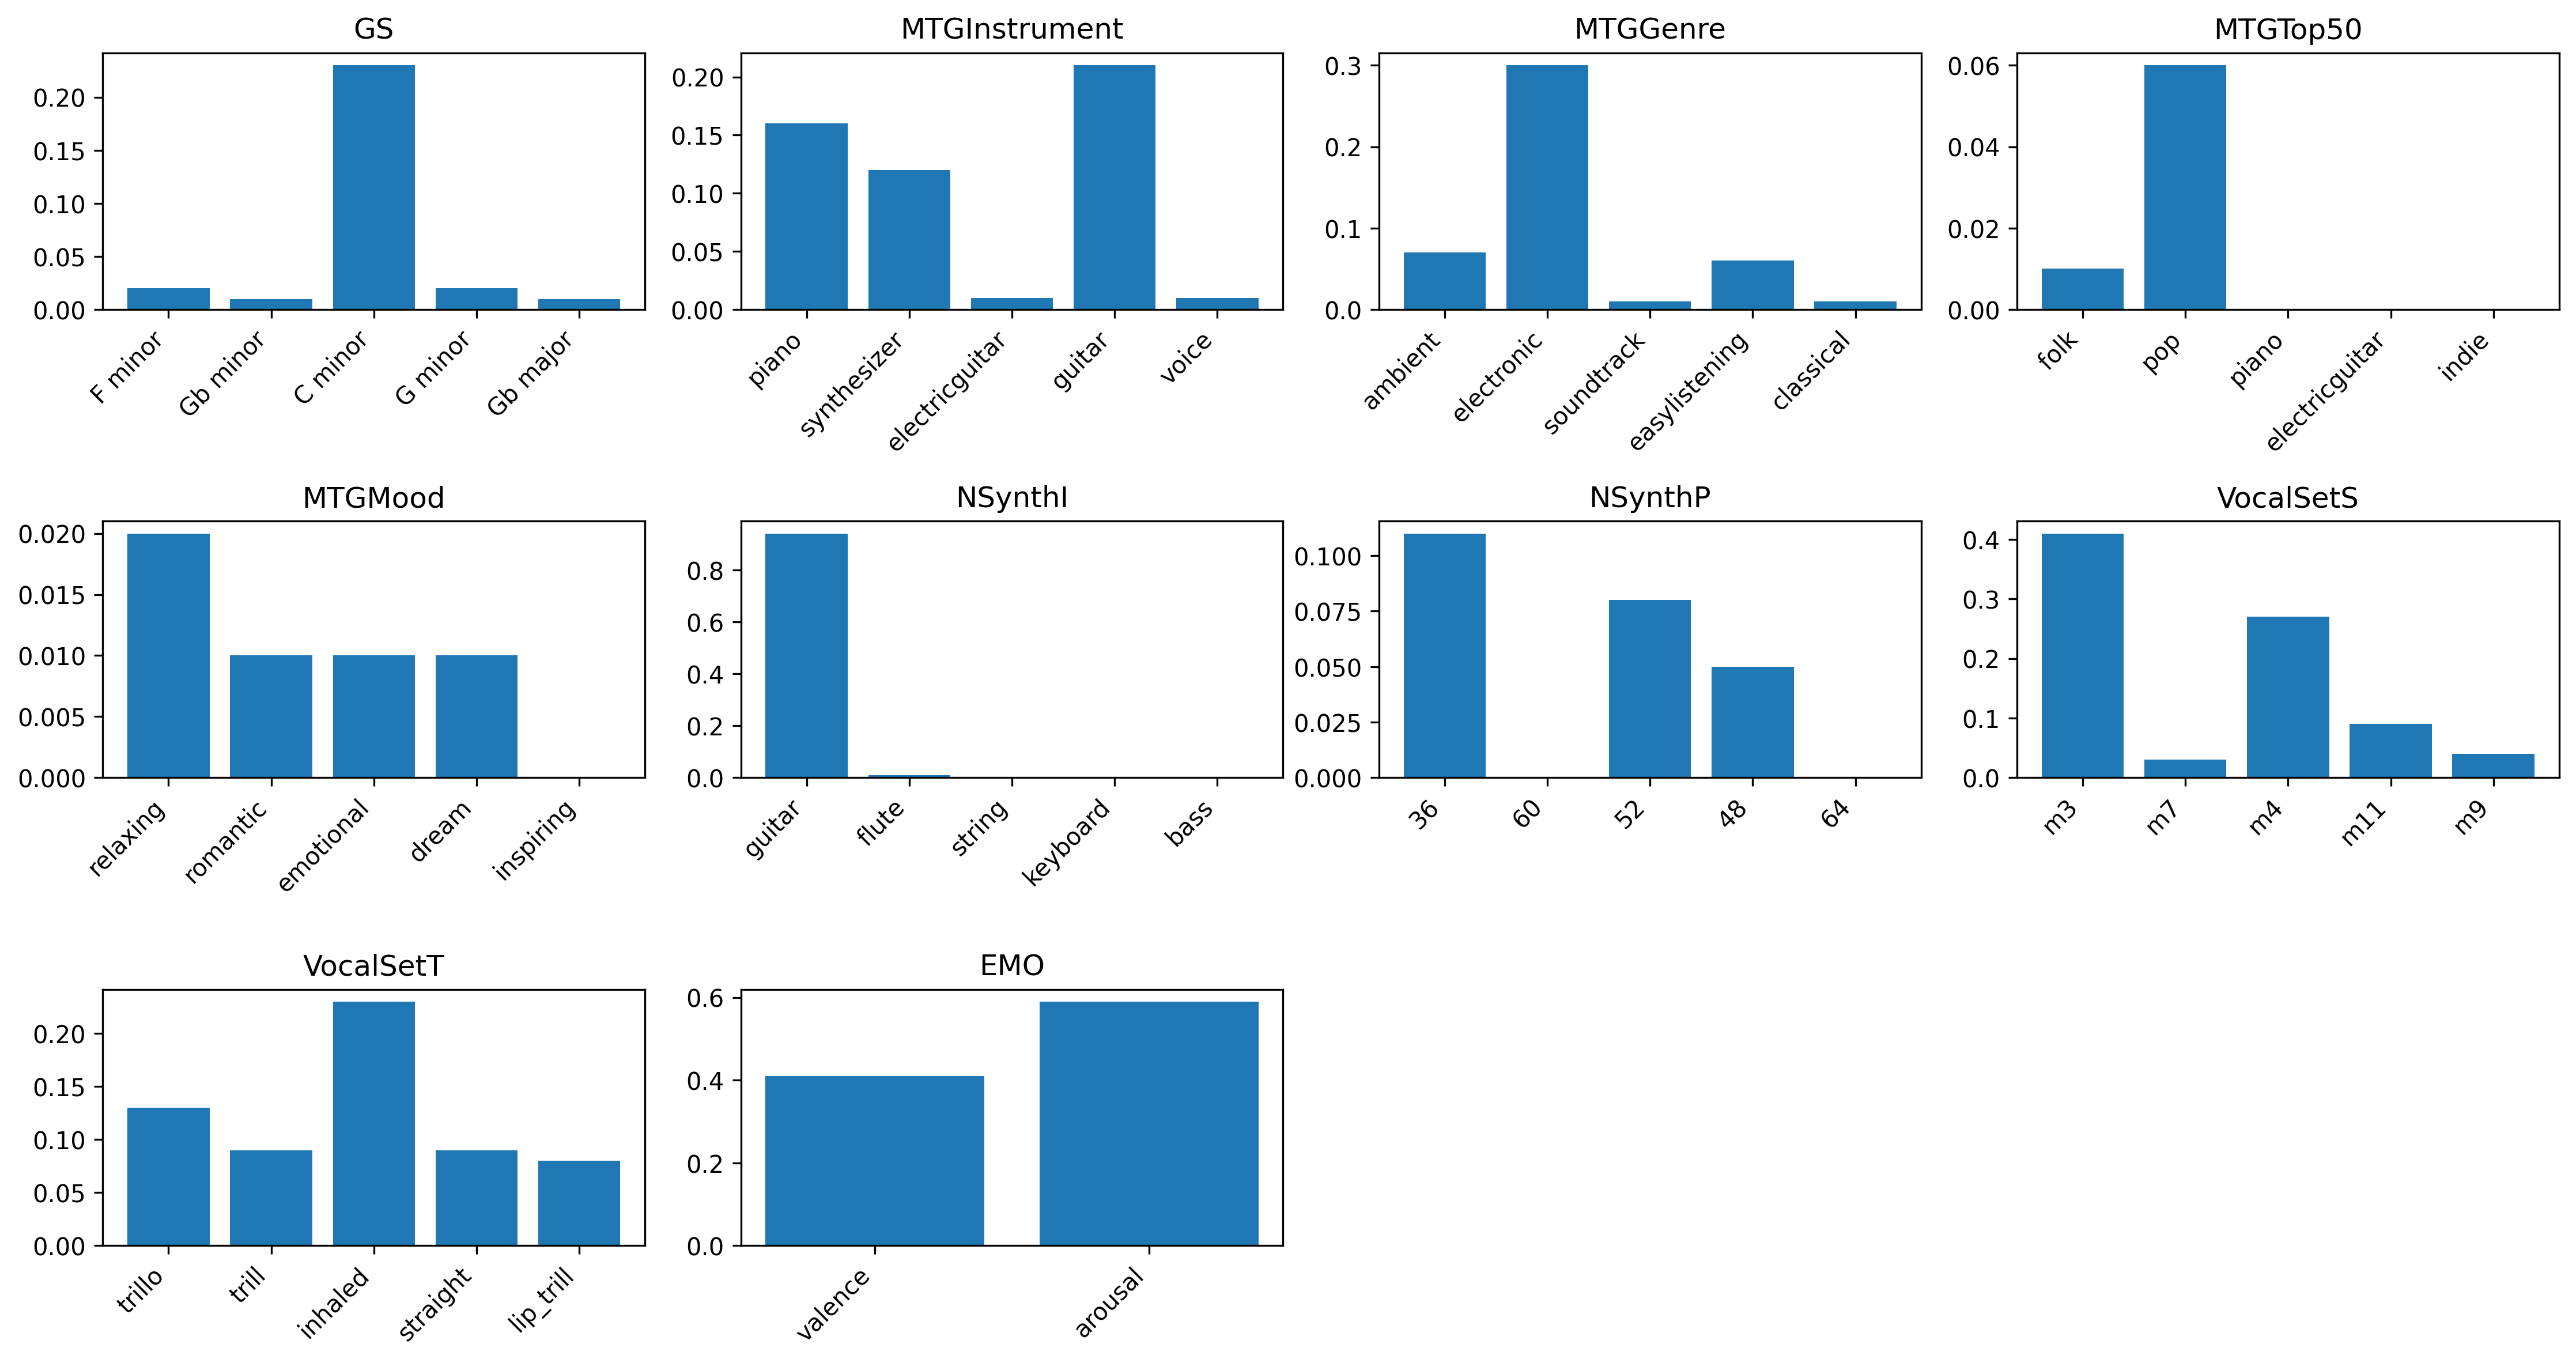 GS
0.20
0.15
0.10
0.05
0.00
F minor
Gb minor
C minor
G minor
Gb major
MTGInstrument
0.20
0.15
0.10
0.05
0.00
piano
synthesizer
electricguitar
guitar
voice
MTGGenre
0.3
0.2
0.1
0.0
ambient
electronic
soundtrack
easylistening
classical
MTGTop50
0.06
0.04
0.02
0.00
folk
pop
piano
electricguitar
indie
MTGMood
0.020
0.015
0.010
0.005
0.000
relaxing
romantic
emotional
dream
inspiring
NSynthI
0.8
0.6
0.4
0.2
0.0
guitar
flute
string
keyboard
bass
NSynthP
0.100
0.075
0.050
0.025
0.000
36
60
52
48
64
VocalSetS
0.4
0.3
0.2
0.1
0.0
m3
m7
m4
m11
m9
VocalSetT
0.20
0.15
0.10
0.05
0.00
trillo
trill
inhaled
straight
lip_trill
EMO
0.6
0.4
0.2
0.0
valence
arousal